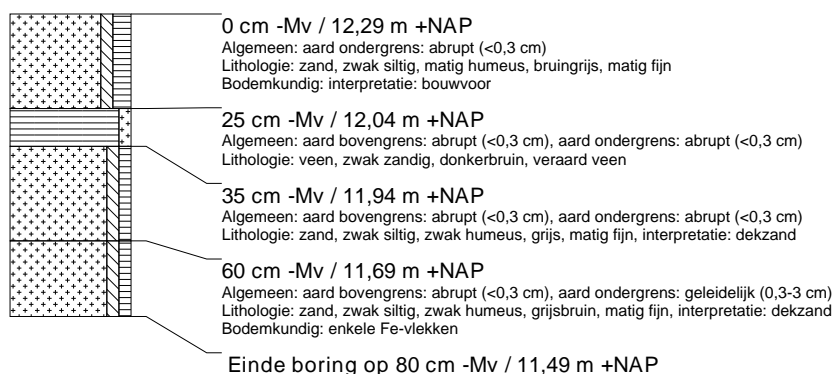 0 cm -Mv / 12,29 m +NAP
Algemeen: aard ondergrens: abrupt (<0,3 cm)
Lithologie: zand, zwak siltig, matig humeus, bruingrijs, matig fijn
Bodemkundig: interpretatie: bouwvoor
25 cm -Mv / 12,04 m +NAP
Algemeen: aard bovengrens: abrupt (<0,3 cm), aard ondergrens: abrupt (<0,3 cm)
Lithologie: veen, zwak zandig, donkerbruin, veraard veen
35 cm -Mv / 11,94 m +NAP
Algemeen: aard bovengrens: abrupt (<0,3 cm), aard ondergrens: abrupt (<0,3 cm)
Lithologie: zand, zwak siltig, zwak humeus, grijs, matig fijn, interpretatie: dekzand
60 cm -Mv / 11,69 m +NAP
Algemeen: aard bovengrens: abrupt (<0,3 cm), aard ondergrens: geleidelijk (0,3-3 cm)
Lithologie: zand, zwak siltig, zwak humeus, grijsbruin, matig fijn, interpretatie: dekzand
Bodemkundig: enkele Fe-vlekken
Einde boring op 80 cm -Mv / 11,49 m +NAP